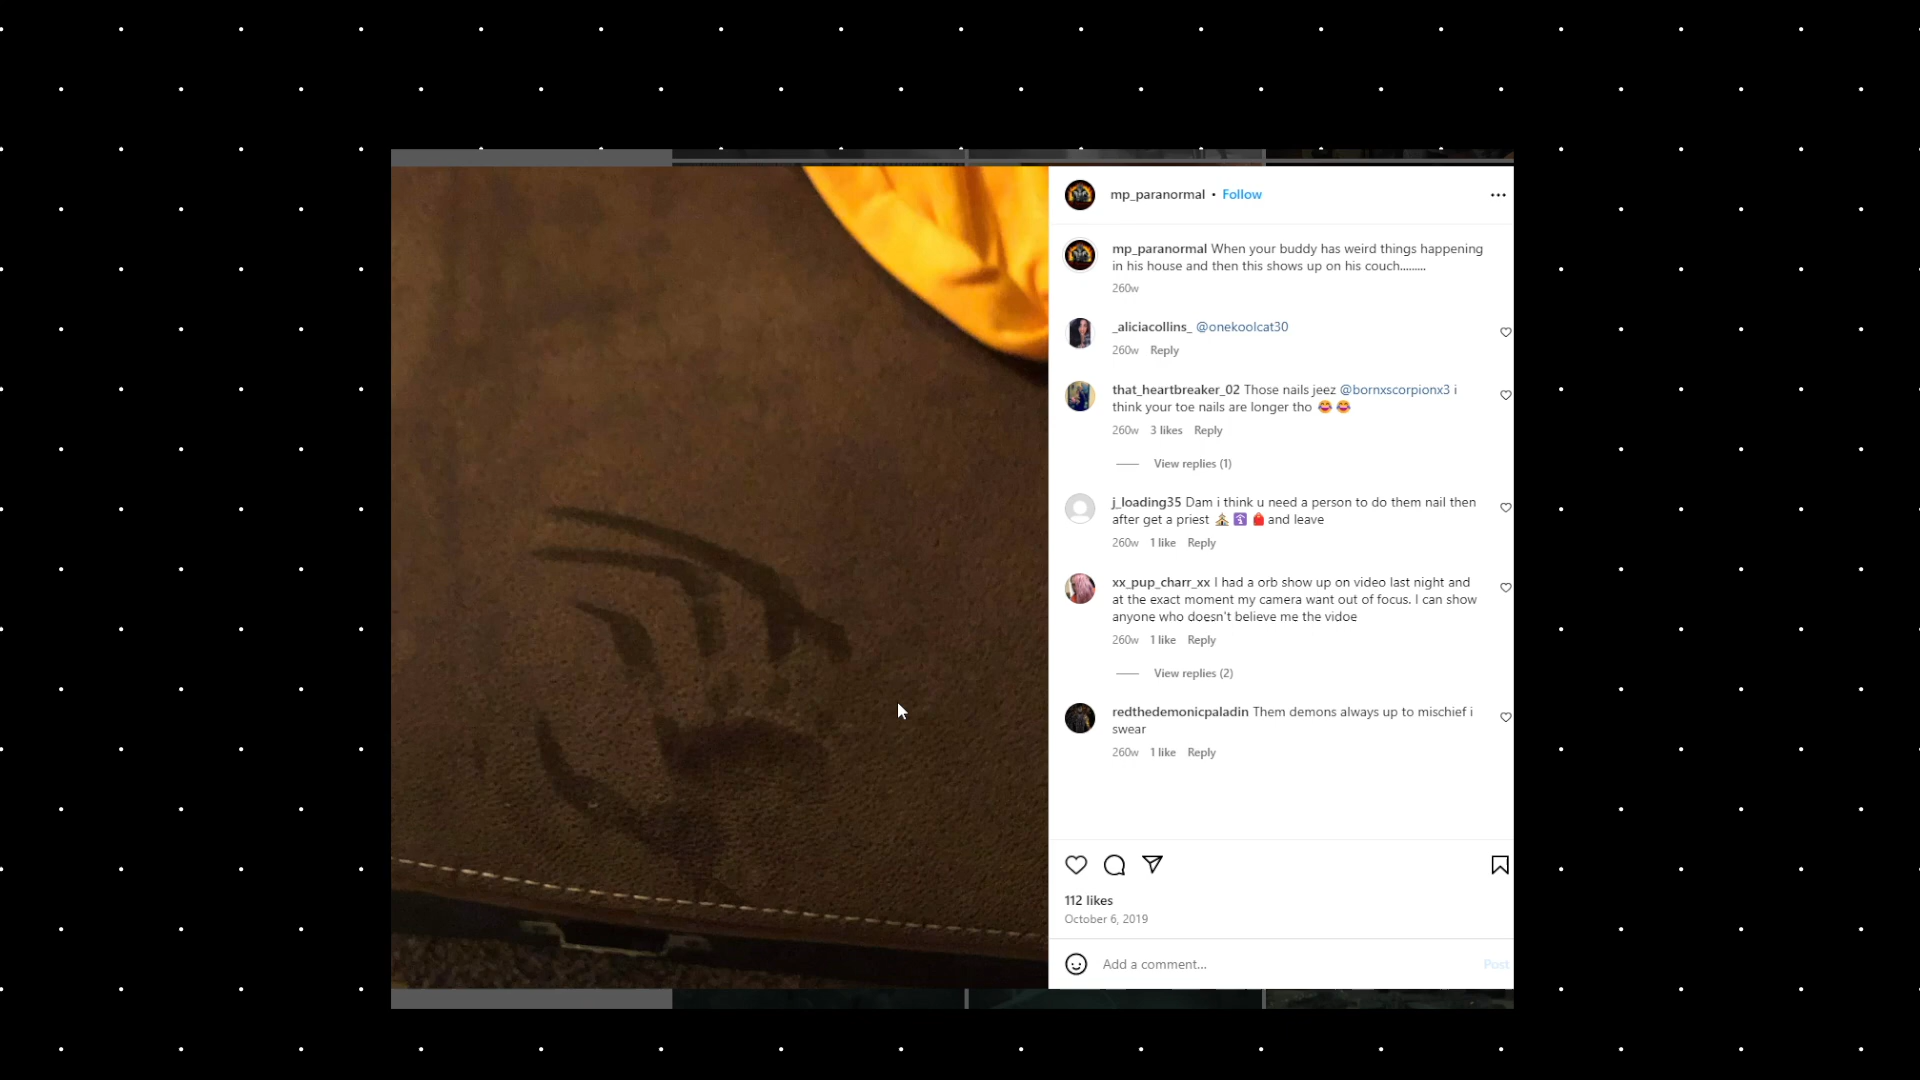 mp_paranormal • Follow
mp_paranormal When your buddy has weird things happening
in his house and then this shows up on his couch.........
260w
_aliciacollins_ @onekoolcat30
260w Reply
that_heartbreaker_02 Those nails jeez @bornxscorpionx3 i
think your toe nails are longer tho 😂😂
260w 3 likes Reply
View replies (1)
j_loading35 Dam i think u need a person to do them nail then
after get a priest ⛪🛐🧳and leave
260w 1 like Reply
xx_pup_charr_xx I had a orb show up on video last night and
at the exact moment my camera want out of focus. I can show
anyone who doesn't believe me the vidoe
260w 1 like Reply
View replies (2)
redthedemonicpaladin Them demons always up to mischief i
swear
260w 1 like Reply
112 likes
October 6, 2019
Add a comment... Post